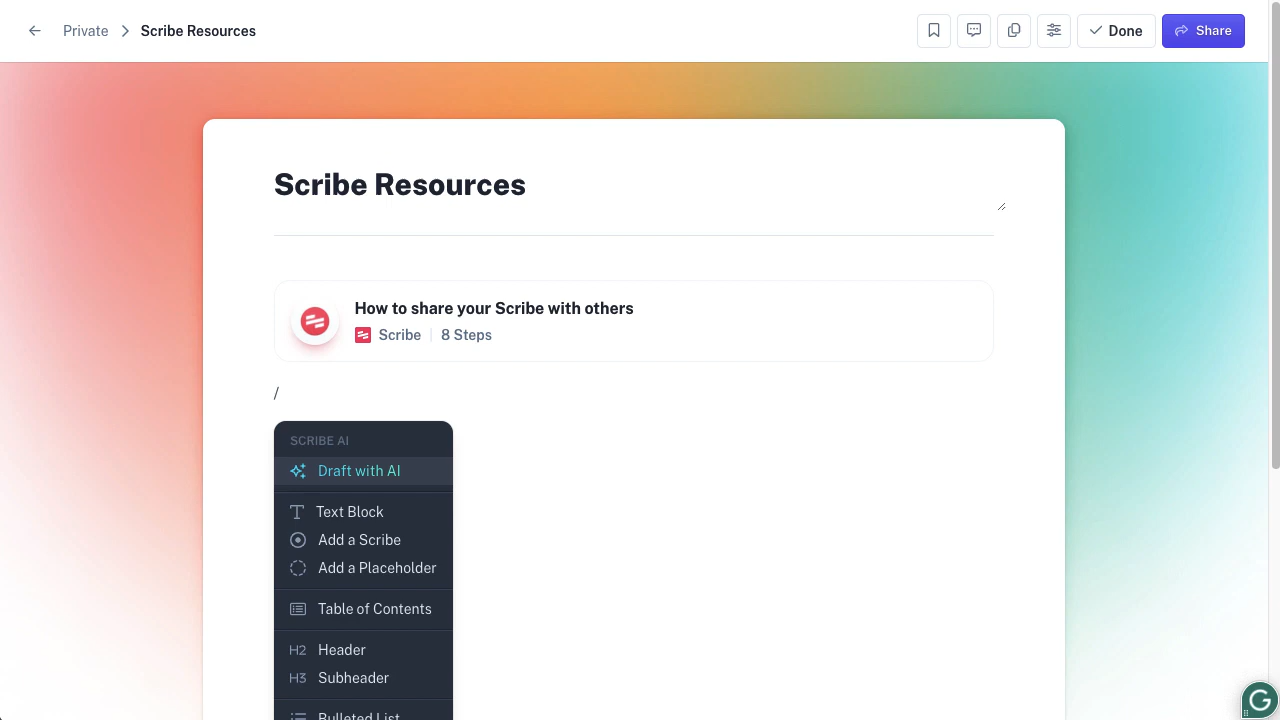 Private
Scribe Resources
Done
Share
Scribe Resources
How to share your Scribe with others
Scribe
8 Steps
/
SCRIBE AI
Draft with AI
Text Block
Add a Scribe
Add a Placeholder
Table of Contents
H2 Header
H3 Subheader
Bulleted List